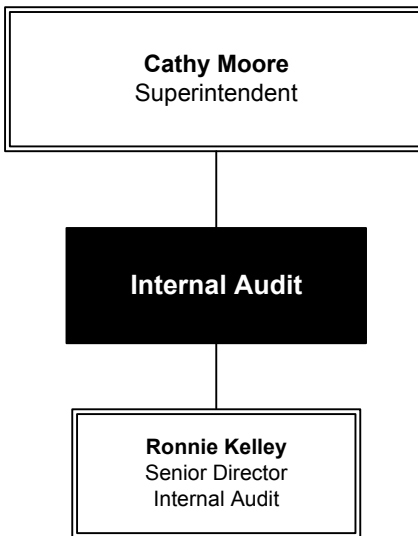 Cathy Moore
Superintendent
Internal Audit
Ronnie Kelley
Senior Director
Internal Audit